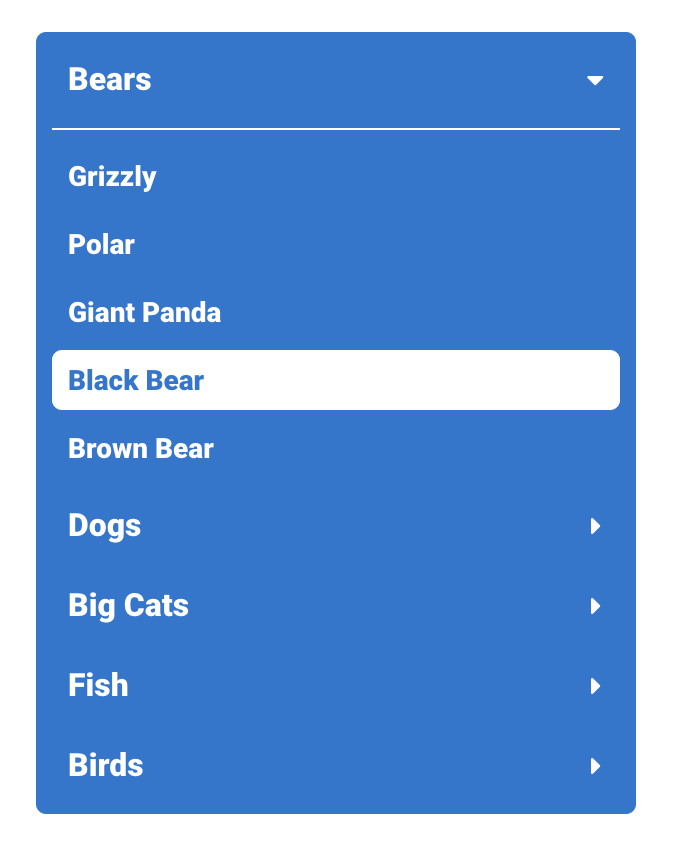 Bears
Grizzly
Polar
Giant Panda
Black Bear
Brown Bear
Dogs
Big Cats
Fish
Birds